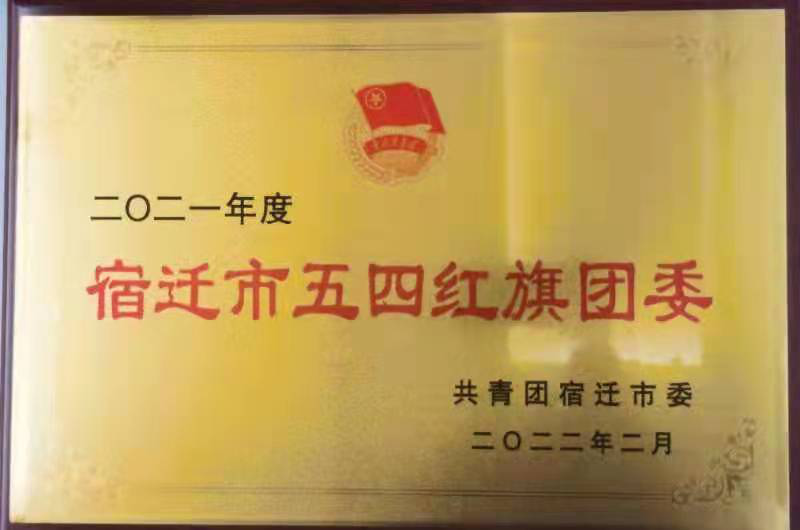 二〇二一年度
宿迁市五四红旗团委
共青团宿迁市委
二〇二二年二月